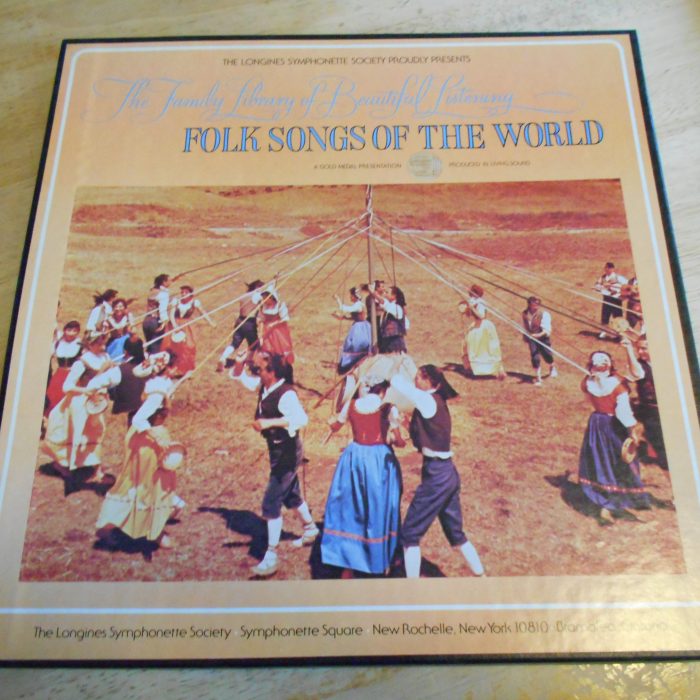 THE LONGINES SYMPHONETTE SOCIETY PROUDLY PRESENTS
The Family Library of Beautiful Listening
FOLK SONGS OF THE WORLD
A GOLD MEDAL PRESENTATION PRODUCED IN LIVING SOUND
The Longines Symphonette Society · Symphonette Square · New Rochelle, New York 10810